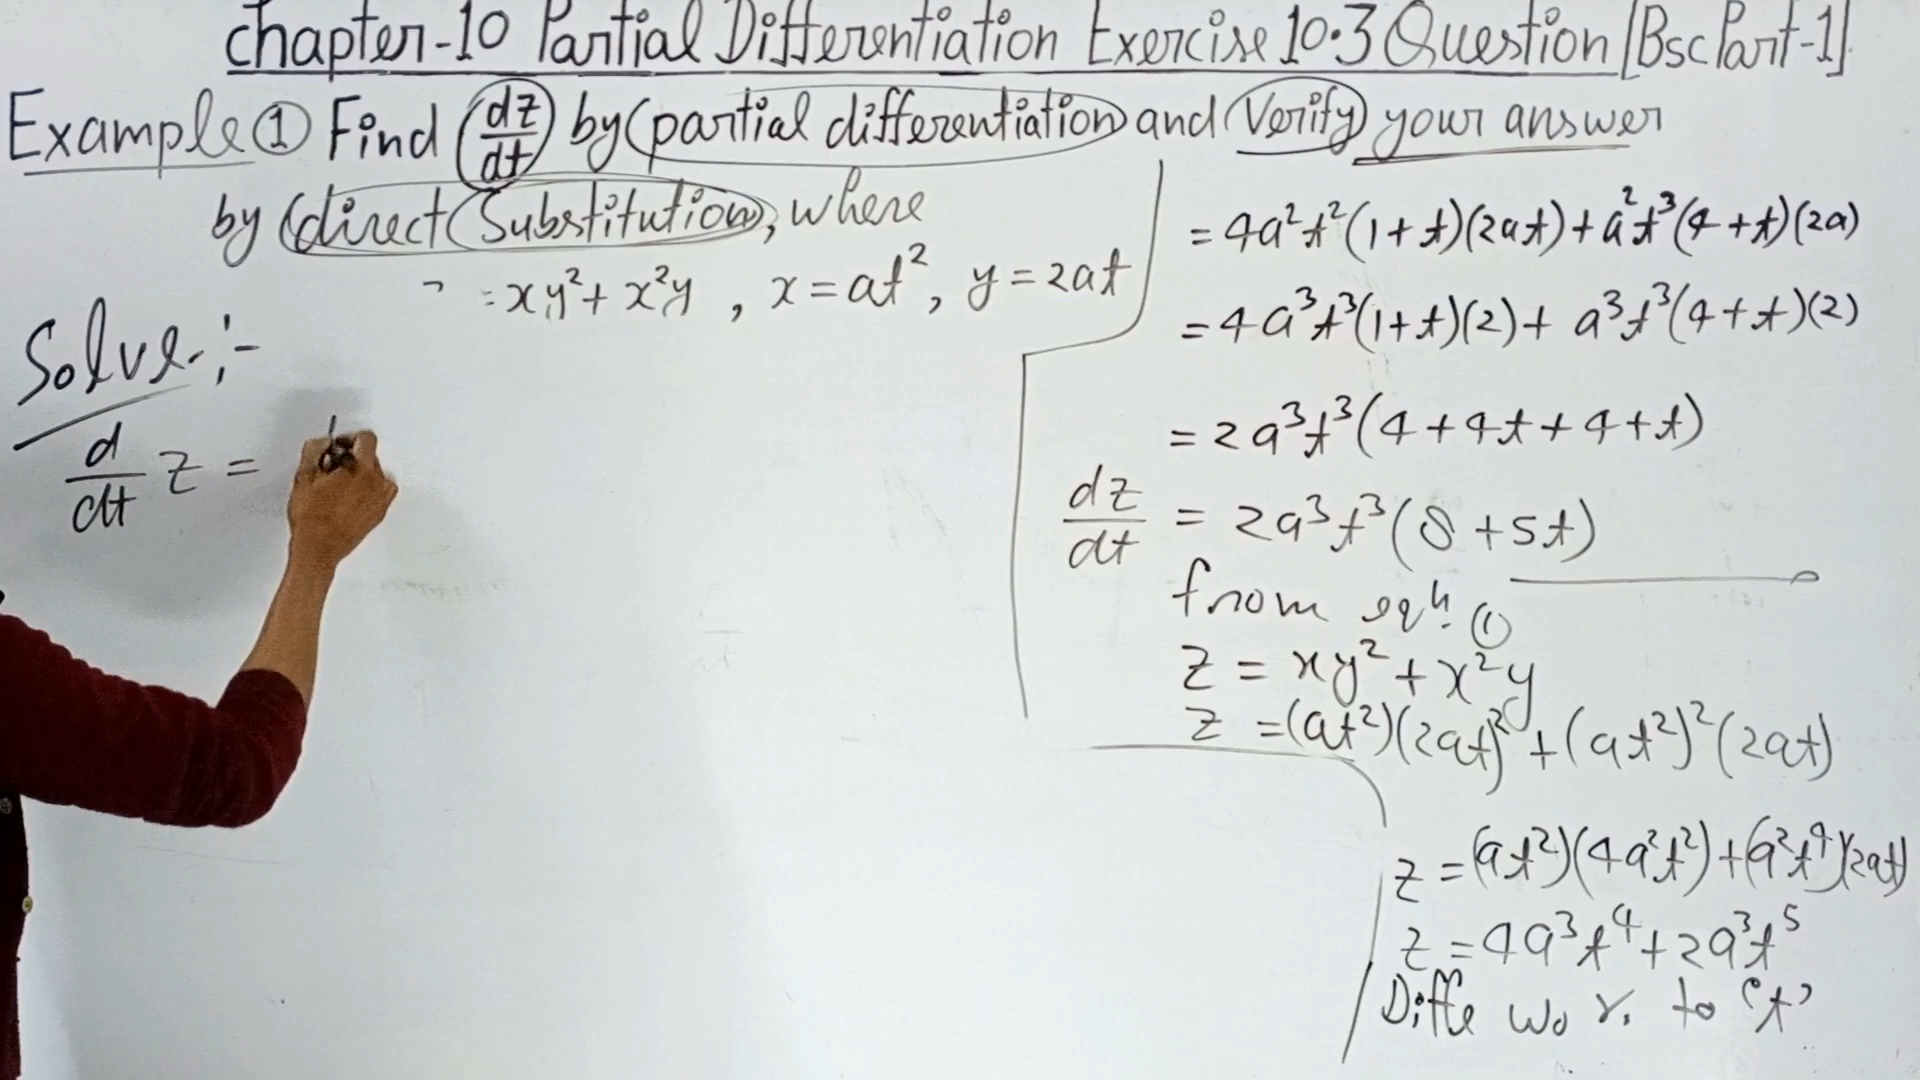 Chapter-10 Partial Differentiation Exercise 10.3 Question [Bsc Part-1]
Example ① Find (dz/dt) by (partial differentiation) and (Verify) your answer
by (direct (Substitution), where
= xy² + x²y , x = at², y = 2at
Solve :-
d/dt z =
= 4a²t²(1+t)(2at) + a²t³(4+t)(2a)
= 4a³t³(1+t)(2) + a³t³(4+t)(2)
= 2a³t³(4+4t+4+t)
dz/dt = 2a³t³(8+5t)
from eqn. ①
z = xy² + x²y
z = (at²)(2at)² + (at²)²(2at)
z = (at²)(4a²t²) + (a²t⁴)(2at)
z = 4a³t⁴ + 2a³t⁵
Diffe wo r. to 't'